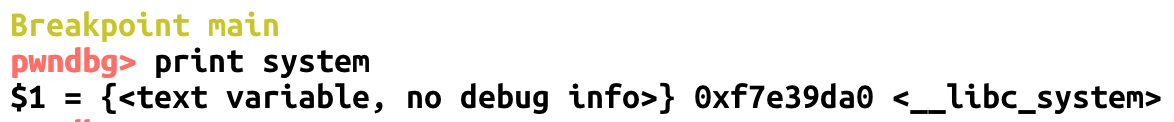 Breakpoint main
pwndbg> print system
$1 = {<text variable, no debug info>} 0xf7e39da0 <__libc_system>